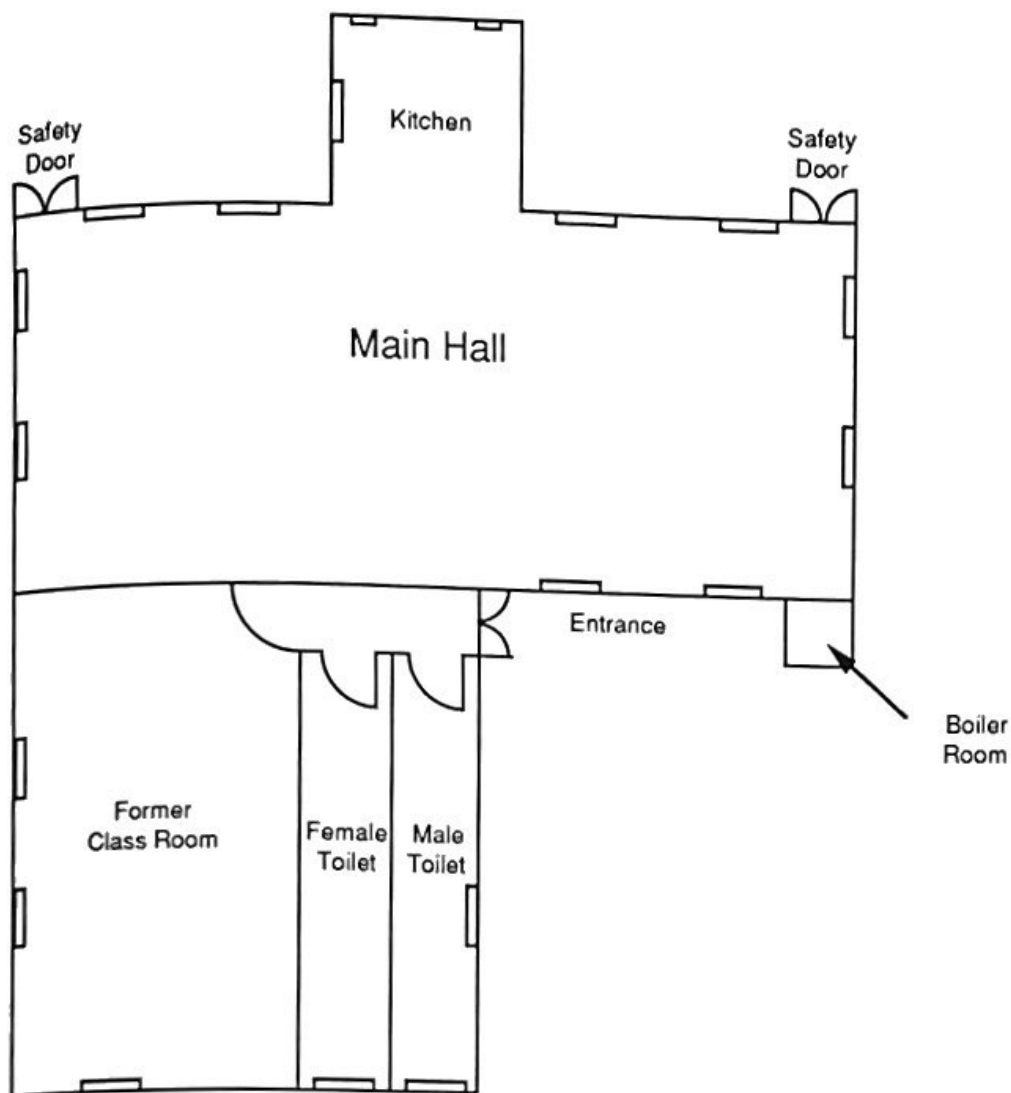 Kitchen
Safety
Door
Safety
Door
Main Hall
Entrance
Boiler
Room
Former
Class Room
Female
Toilet
Male
Toilet